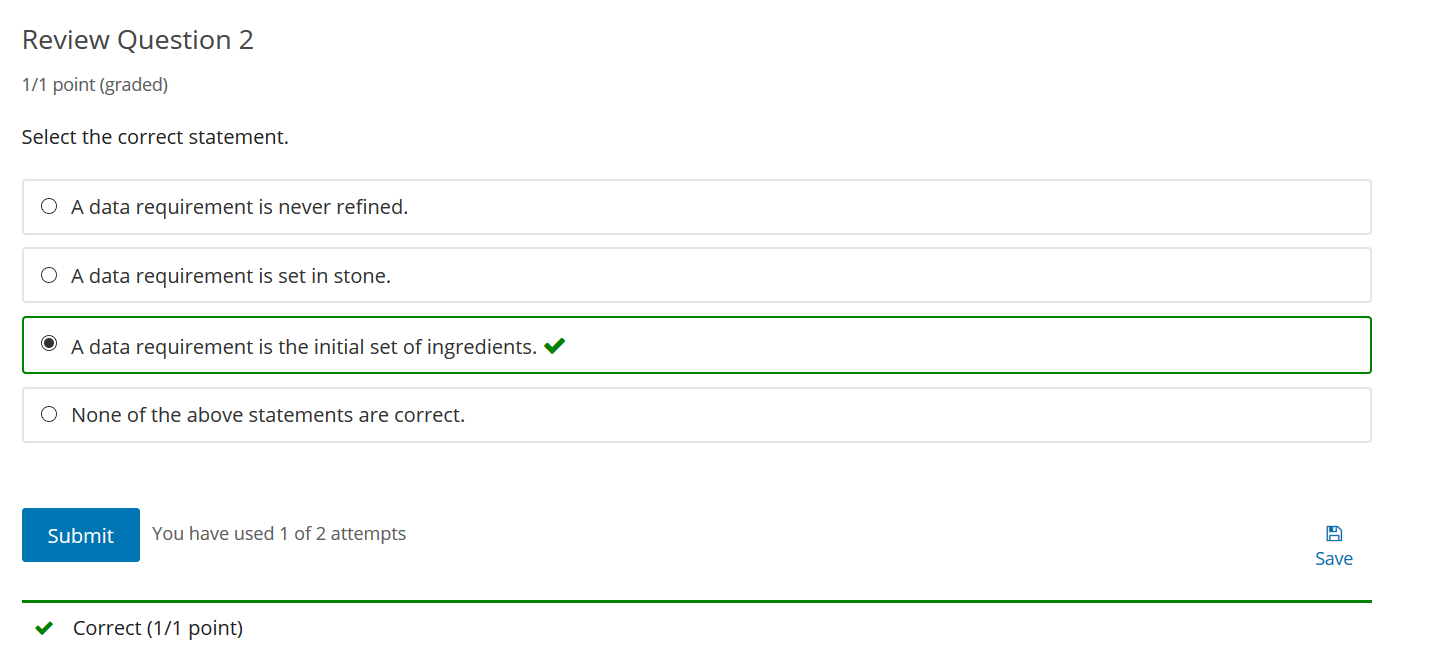 Review Question 2
1/1 point (graded)
Select the correct statement.
A data requirement is never refined.
A data requirement is set in stone.
A data requirement is the initial set of ingredients.
None of the above statements are correct.
Submit You have used 1 of 2 attempts
Save
Correct (1/1 point)